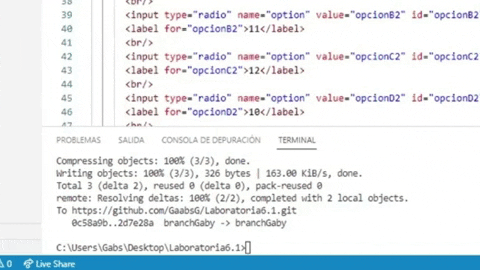 38 <br/>
39 <input type="radio" name="option" value="opcionB2" id="opcionB2"
40 <label for="opcionB2">11</label>
41 <br/>
42 <input type="radio" name="option" value="opcionC2" id="opcionC2"
43 <label for="opcionC2">12</label>
44 <br/>
45 <input type="radio" name="option" value="opcionD2" id="opcionD2"
46 <label for="opcionD2">10</label>
47 <br/>
PROBLEMAS SALIDA CONSOLA DE DEPURACIÓN TERMINAL
Compressing objects: 100% (3/3), done.
Writing objects: 100% (3/3), 326 bytes | 163.00 KiB/s, done.
Total 3 (delta 2), reused 0 (delta 0), pack-reused 0
remote: Resolving deltas: 100% (2/2), completed with 2 local objects.
To https://github.com/GaabsG/Laboratoria6.1.git
0c58a9b..2d7e28a branchGaby -> branchGaby
C:\Users\Gabs\Desktop\Laboratoria6.1>
0 Live Share